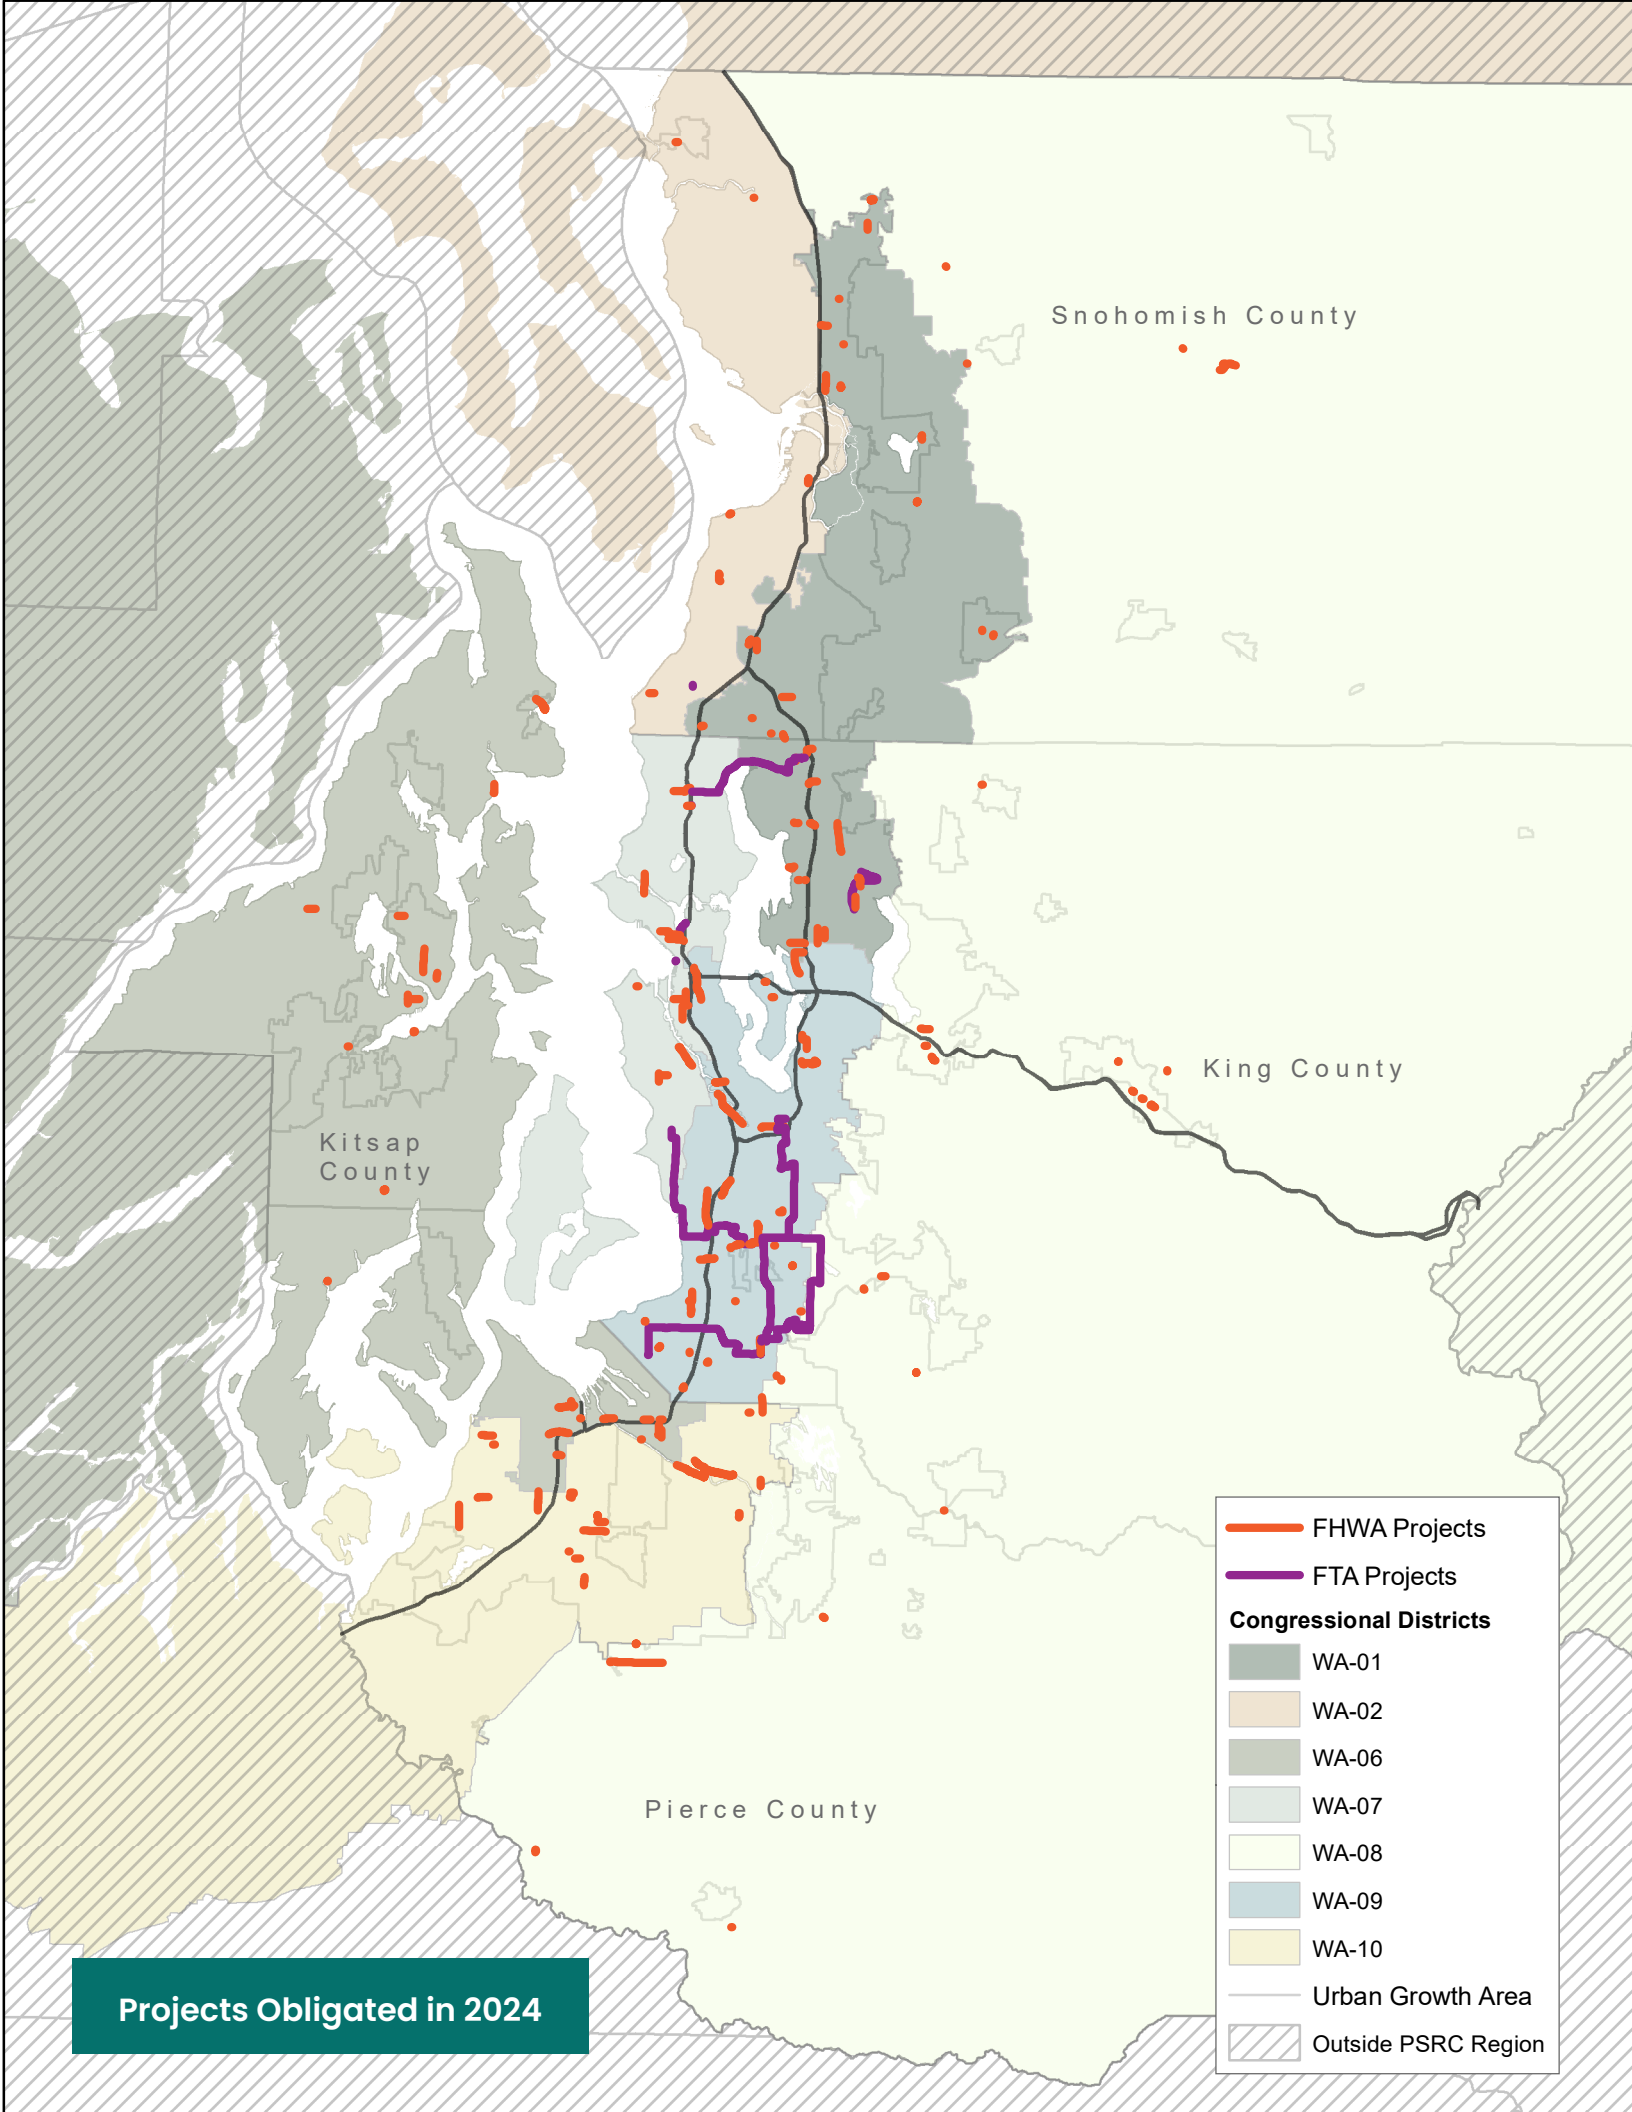 Snohomish County
King County
Kitsap
County
Pierce County
FHWA Projects
FTA Projects
Congressional Districts
WA-01
WA-02
WA-06
WA-07
WA-08
WA-09
WA-10
Urban Growth Area
Outside PSRC Region
Projects Obligated in 2024